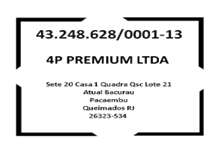 43.248.628/0001-13
4P PREMIUM LTDA
Sete 20 Casa 1 Quadra Qsc Lote 21
Atual Bacurau
Pacaembu
Queimados RJ
26323-534